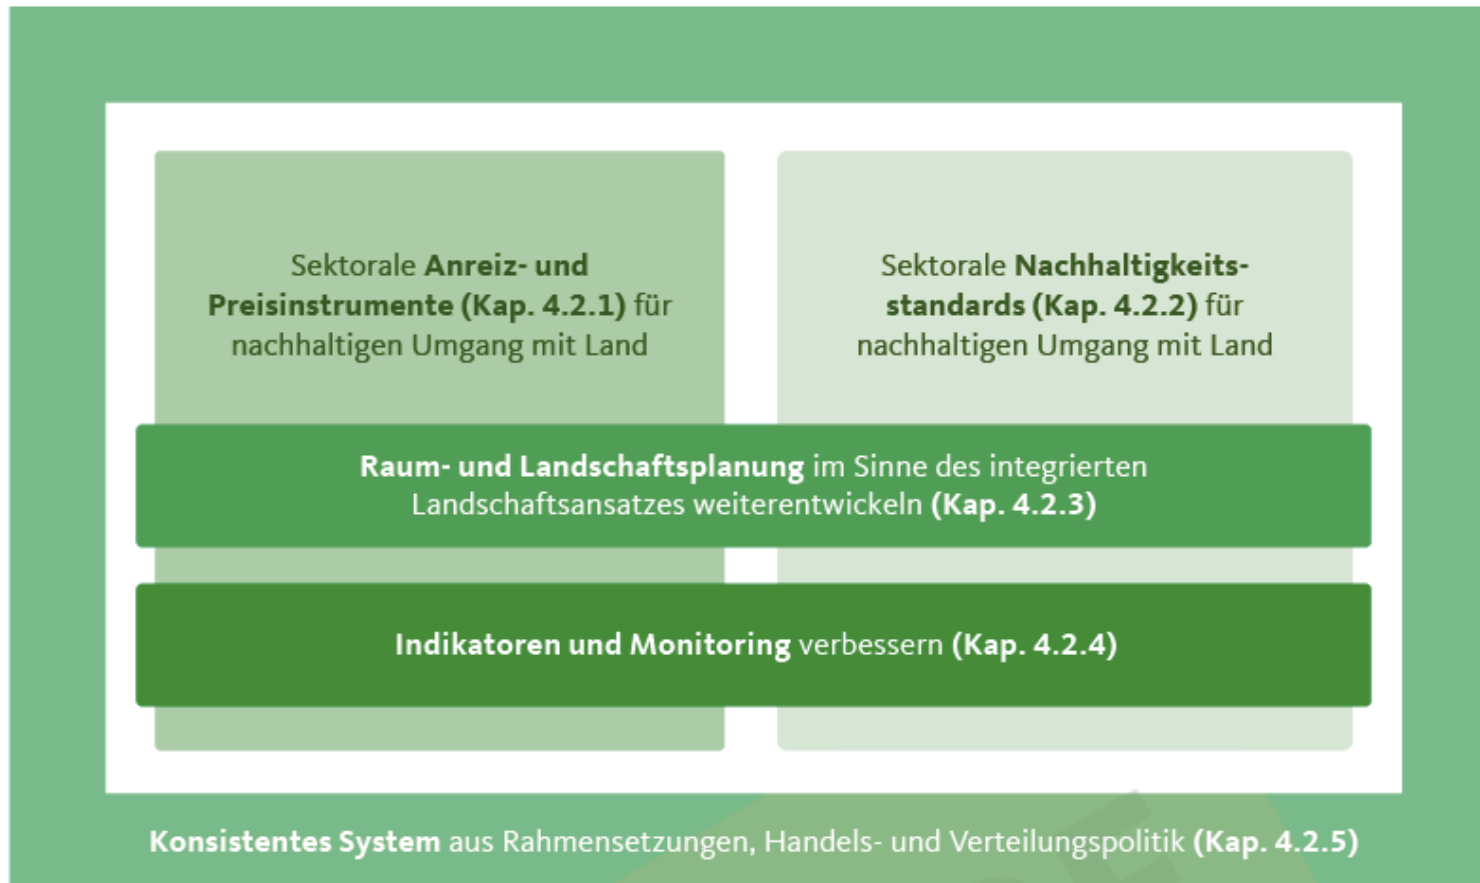 Sektorale Anreiz- und
Preisinstrumente (Kap. 4.2.1) für
nachhaltigen Umgang mit Land
Sektorale Nachhaltigkeits-
standards (Kap. 4.2.2) für
nachhaltigen Umgang mit Land
Raum- und Landschaftsplanung im Sinne des integrierten
Landschaftsansatzes weiterentwickeln (Kap. 4.2.3)
Indikatoren und Monitoring verbessern (Kap. 4.2.4)
Konsistentes System aus Rahmensetzungen, Handels- und Verteilungspolitik (Kap. 4.2.5)